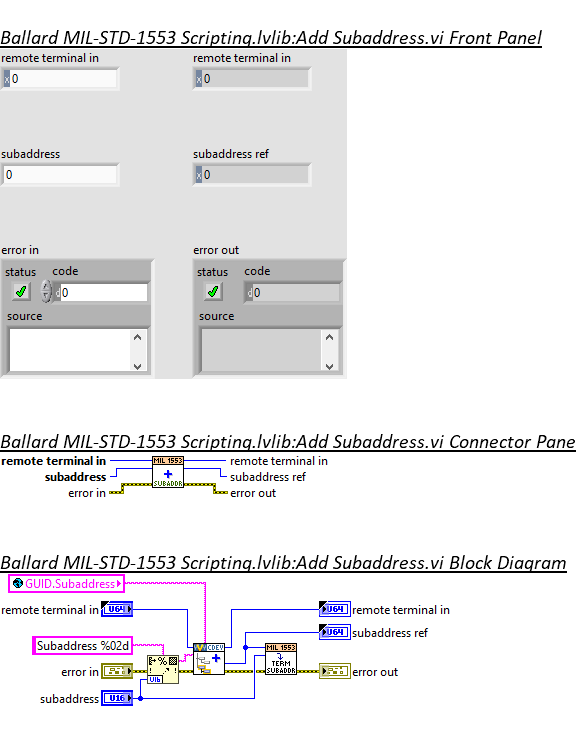 Ballard MIL-STD-1553 Scripting.lvlib:Add Subaddress.vi Front Panel
remote terminal in remote terminal in
x 0 x 0
subaddress subaddress ref
0 x 0
error in error out
status code status code
d 0 d 0
source source
Ballard MIL-STD-1553 Scripting.lvlib:Add Subaddress.vi Connector Pane
remote terminal in MIL 1553 remote terminal in
subaddress + subaddress ref
error in SUBADDR error out
Ballard MIL-STD-1553 Scripting.lvlib:Add Subaddress.vi Block Diagram
GUID.Subaddress
remote terminal in U64 U64 remote terminal in
U64 subaddress ref
Subaddress %02d CDEV + MIL 1553
error in % TERM error out
SUBADDR
subaddress U16